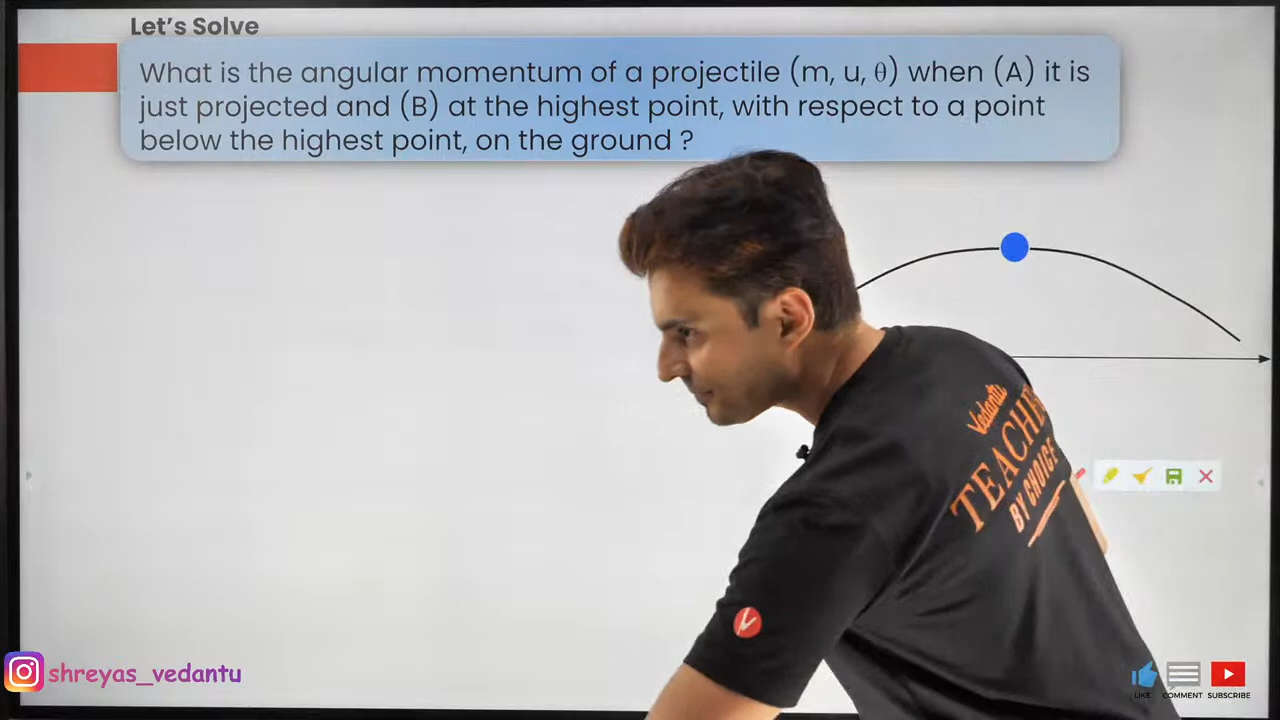 Let's Solve
What is the angular momentum of a projectile (m, u, θ) when (A) it is
just projected and (B) at the highest point, with respect to a point
below the highest point, on the ground ?
Vedantu
TEACHER
BY CHOICE
shreyas_vedantu
LIKE
COMMENT
SUBSCRIBE